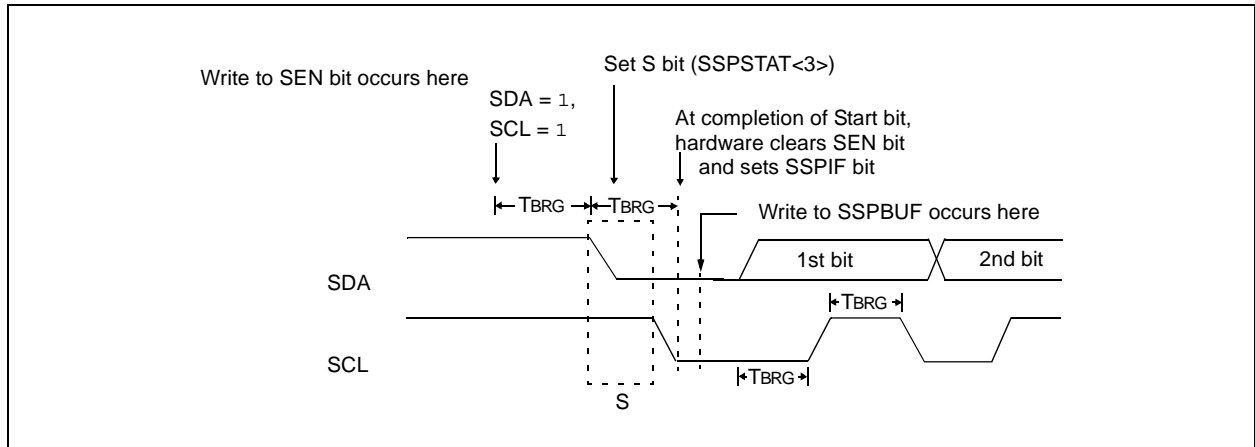 Write to SEN bit occurs here
Set S bit (SSPSTAT<3>)
SDA = 1,
SCL = 1
At completion of Start bit,
hardware clears SEN bit
and sets SSPIF bit
TBRG
TBRG
Write to SSPBUF occurs here
SDA
1st bit
2nd bit
TBRG
SCL
TBRG
S